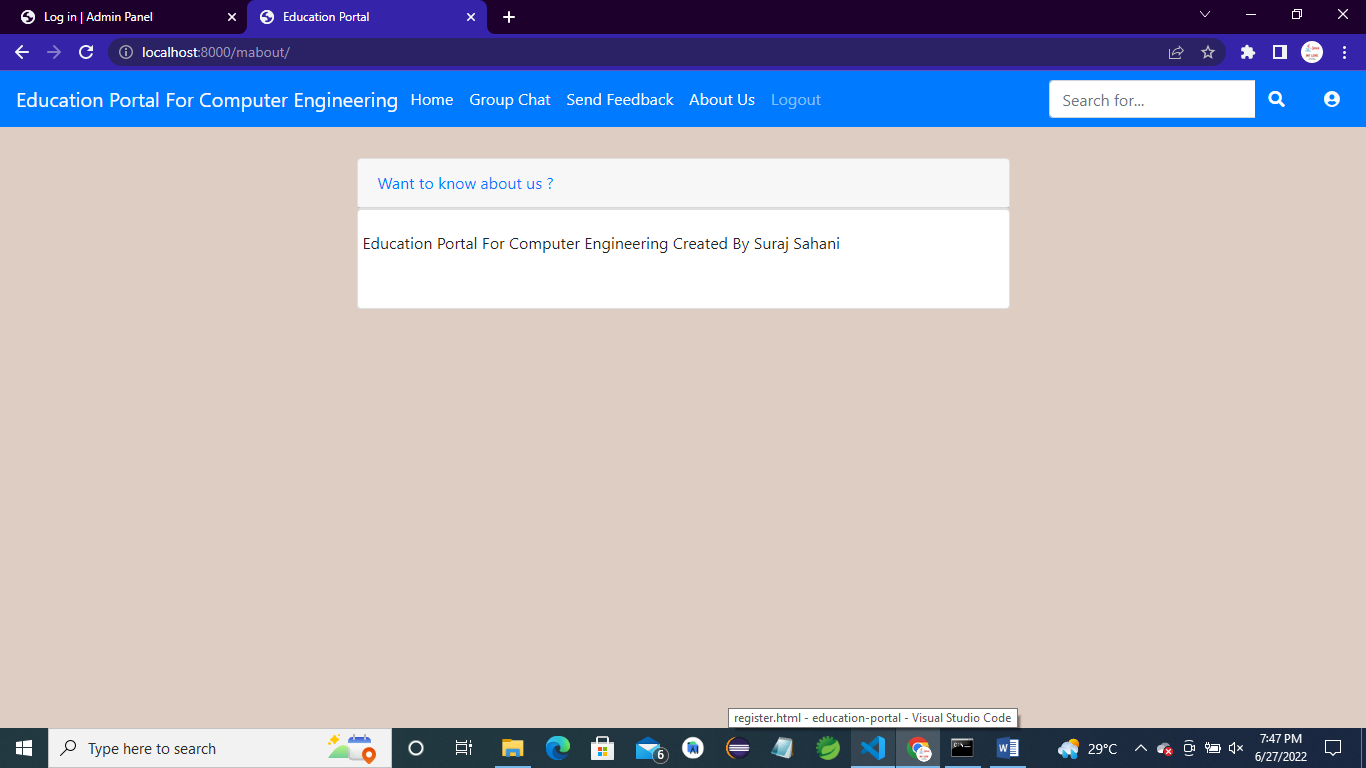 Log in | Admin Panel
Education Portal
localhost:8000/mabout/
Education Portal For Computer Engineering Home Group Chat Send Feedback About Us Logout Search for...
Want to know about us ?
Education Portal For Computer Engineering Created By Suraj Sahani
register.html - education-portal - Visual Studio Code
Type here to search
6
29°C
7:47 PM
6/27/2022